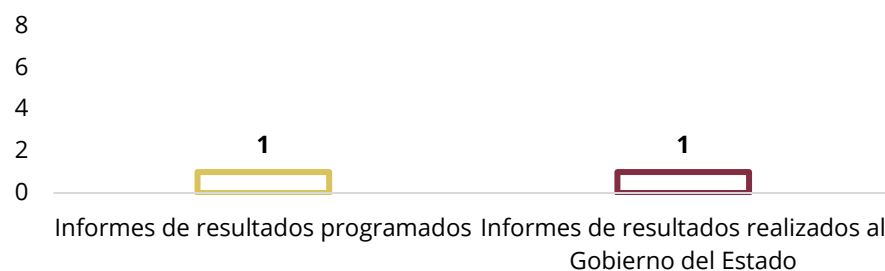 8
6
4
2
0
1
1
Informes de resultados programados
Informes de resultados realizados al
Gobierno del Estado